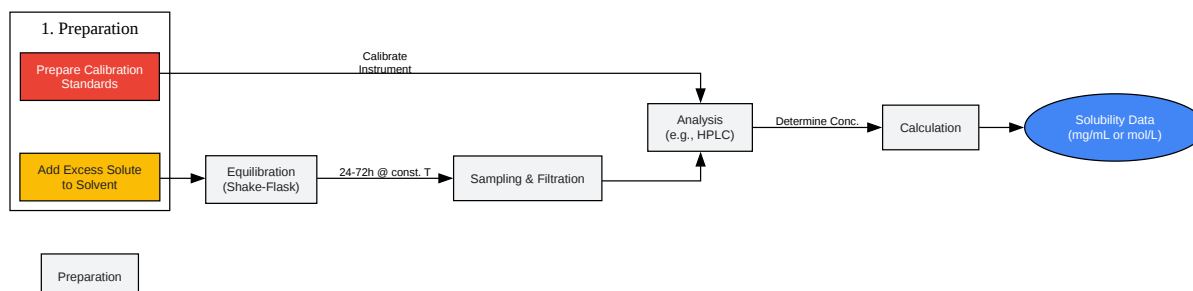 1. Preparation
Prepare Calibration
Standards
Calibrate
Instrument
Analysis
(e.g., HPLC)
Determine Conc.
Calculation
Solubility Data
(mg/mL or mol/L)
Add Excess Solute
to Solvent
Equilibration
(Shake-Flask)
24-72h @ const. T
Sampling & Filtration
Preparation